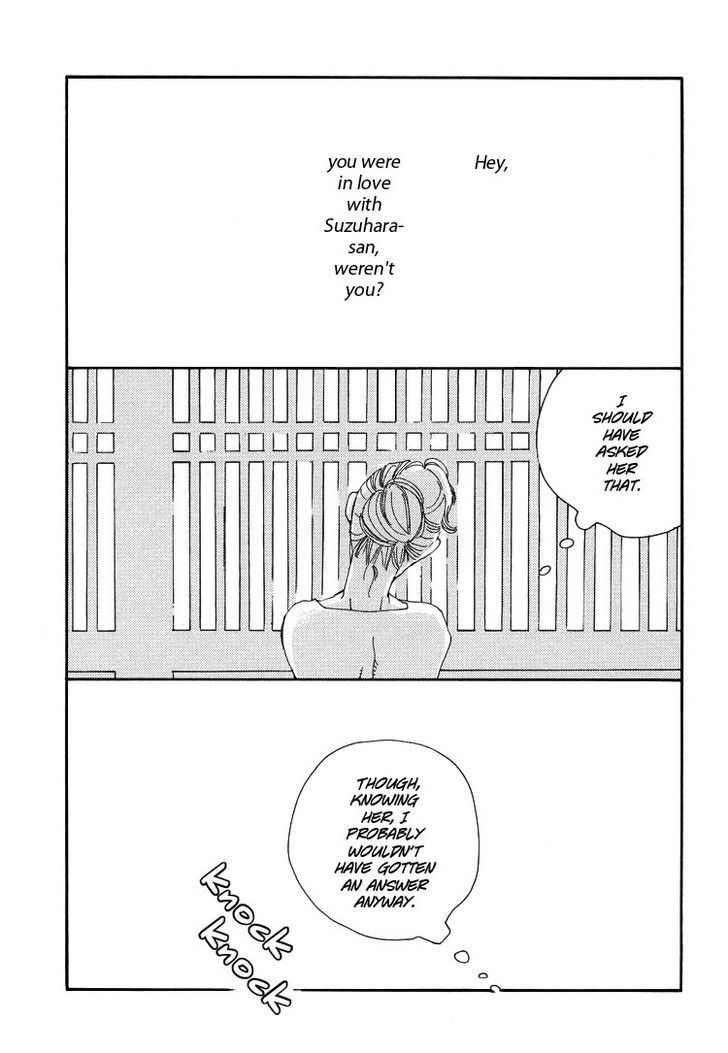 Hey,
you were
in love
with
Suzuhara-
san,
weren't
you?
I
SHOULD
HAVE
ASKED
HER
THAT.
THOUGH,
KNOWING
HER, I
PROBABLY
WOULDN'T
HAVE GOTTEN
AN ANSWER
ANYWAY.
knock
knock